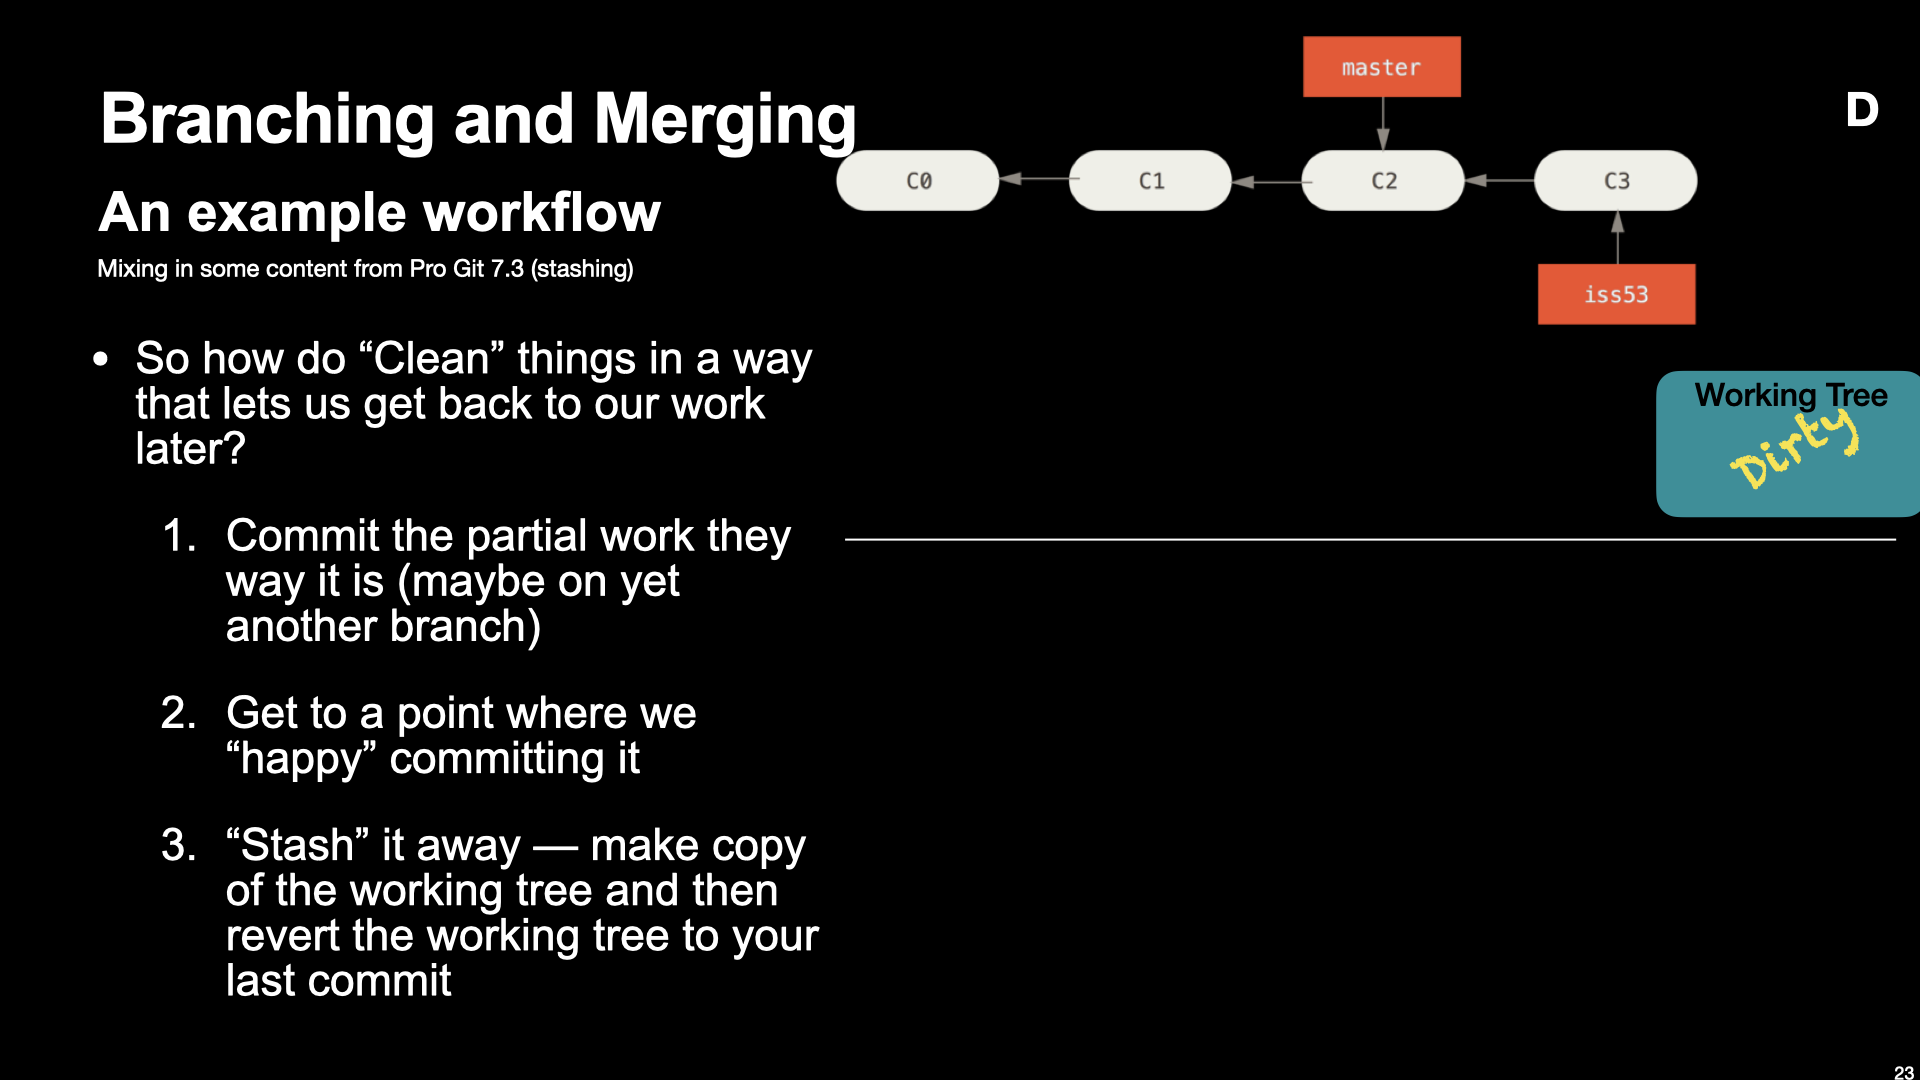 Branching and Merging
An example workflow
Mixing in some content from Pro Git 7.3 (stashing)
• So how do “Clean” things in a way
that lets us get back to our work
later?
1. Commit the partial work they
way it is (maybe on yet
another branch)
2. Get to a point where we
“happy” committing it
3. “Stash” it away — make copy
of the working tree and then
revert the working tree to your
last commit
master
D
C0
C1
C2
C3
iss53
Working Tree
Dirty
23